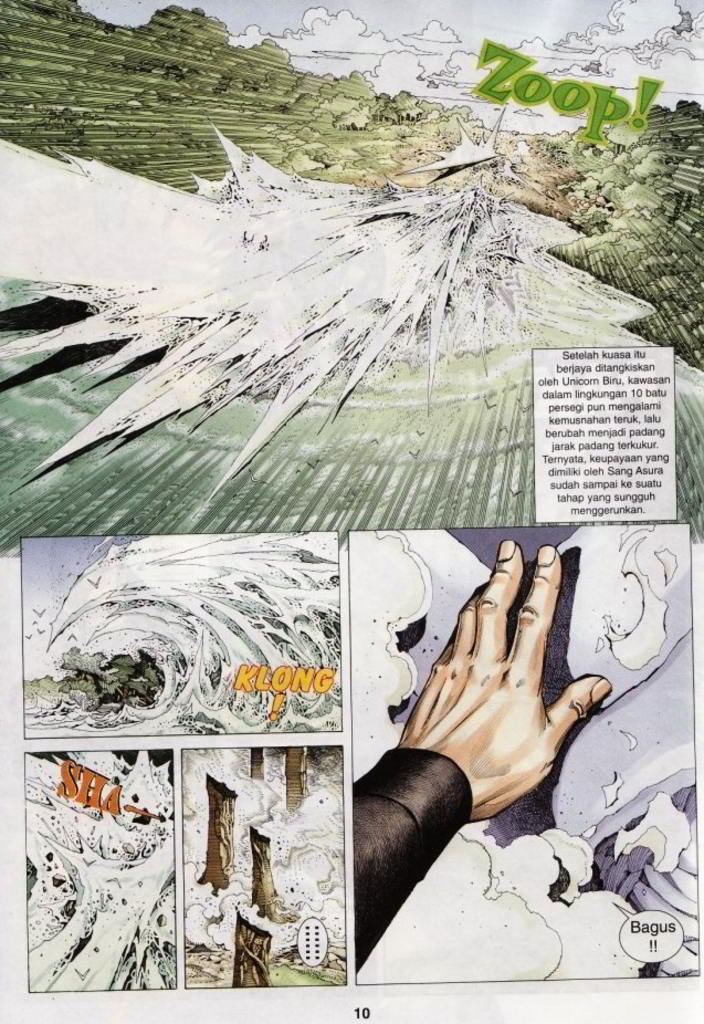 Zoop!
Setelah kuasa itu
berjaya ditangkiskan
oleh Unicorn Biru, kawasan
dalam lingkungan 10 batu
persegi pun mengalami
kemusnahan teruk, lalu
berubah menjadi padang
jarak padang terkukur.
Ternyata, keupayaan yang
dimiliki oleh Sang Asura
sudah sampai ke suatu
tahap yang sungguh
menggerunkan.
KLONG
!
SHA
Bagus
!!
10